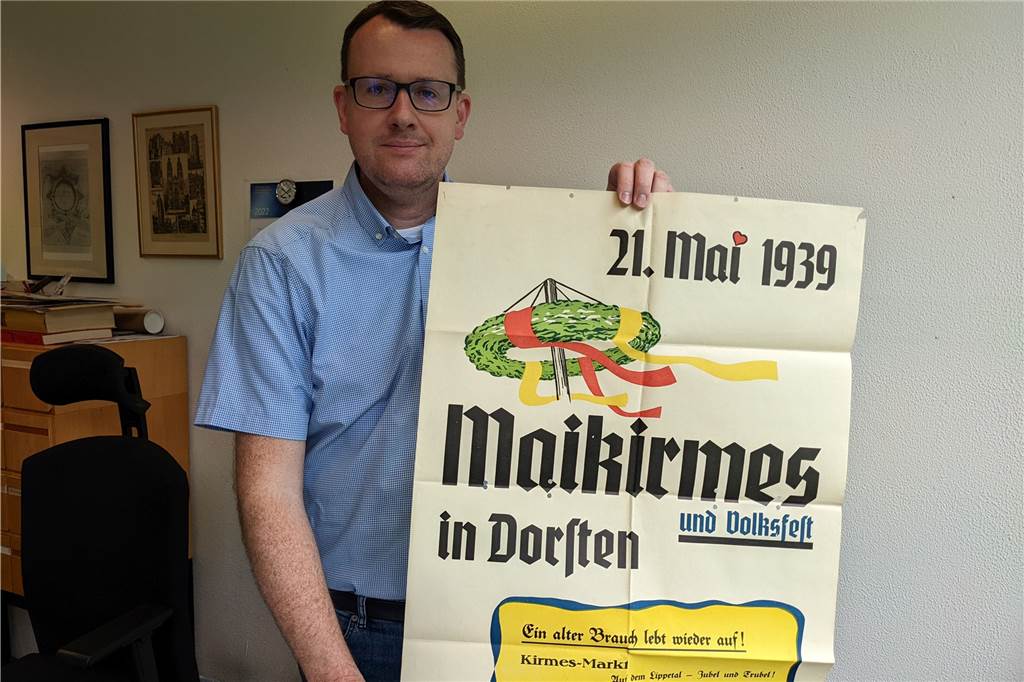 2022
21. Mai 1939
Maikirmes
und Volksfeſt
in Dorſten
Ein alter Brauch lebt wieder auf!
Kirmes-Markt
Auf dem Lippetal – Jubel und Trubel!